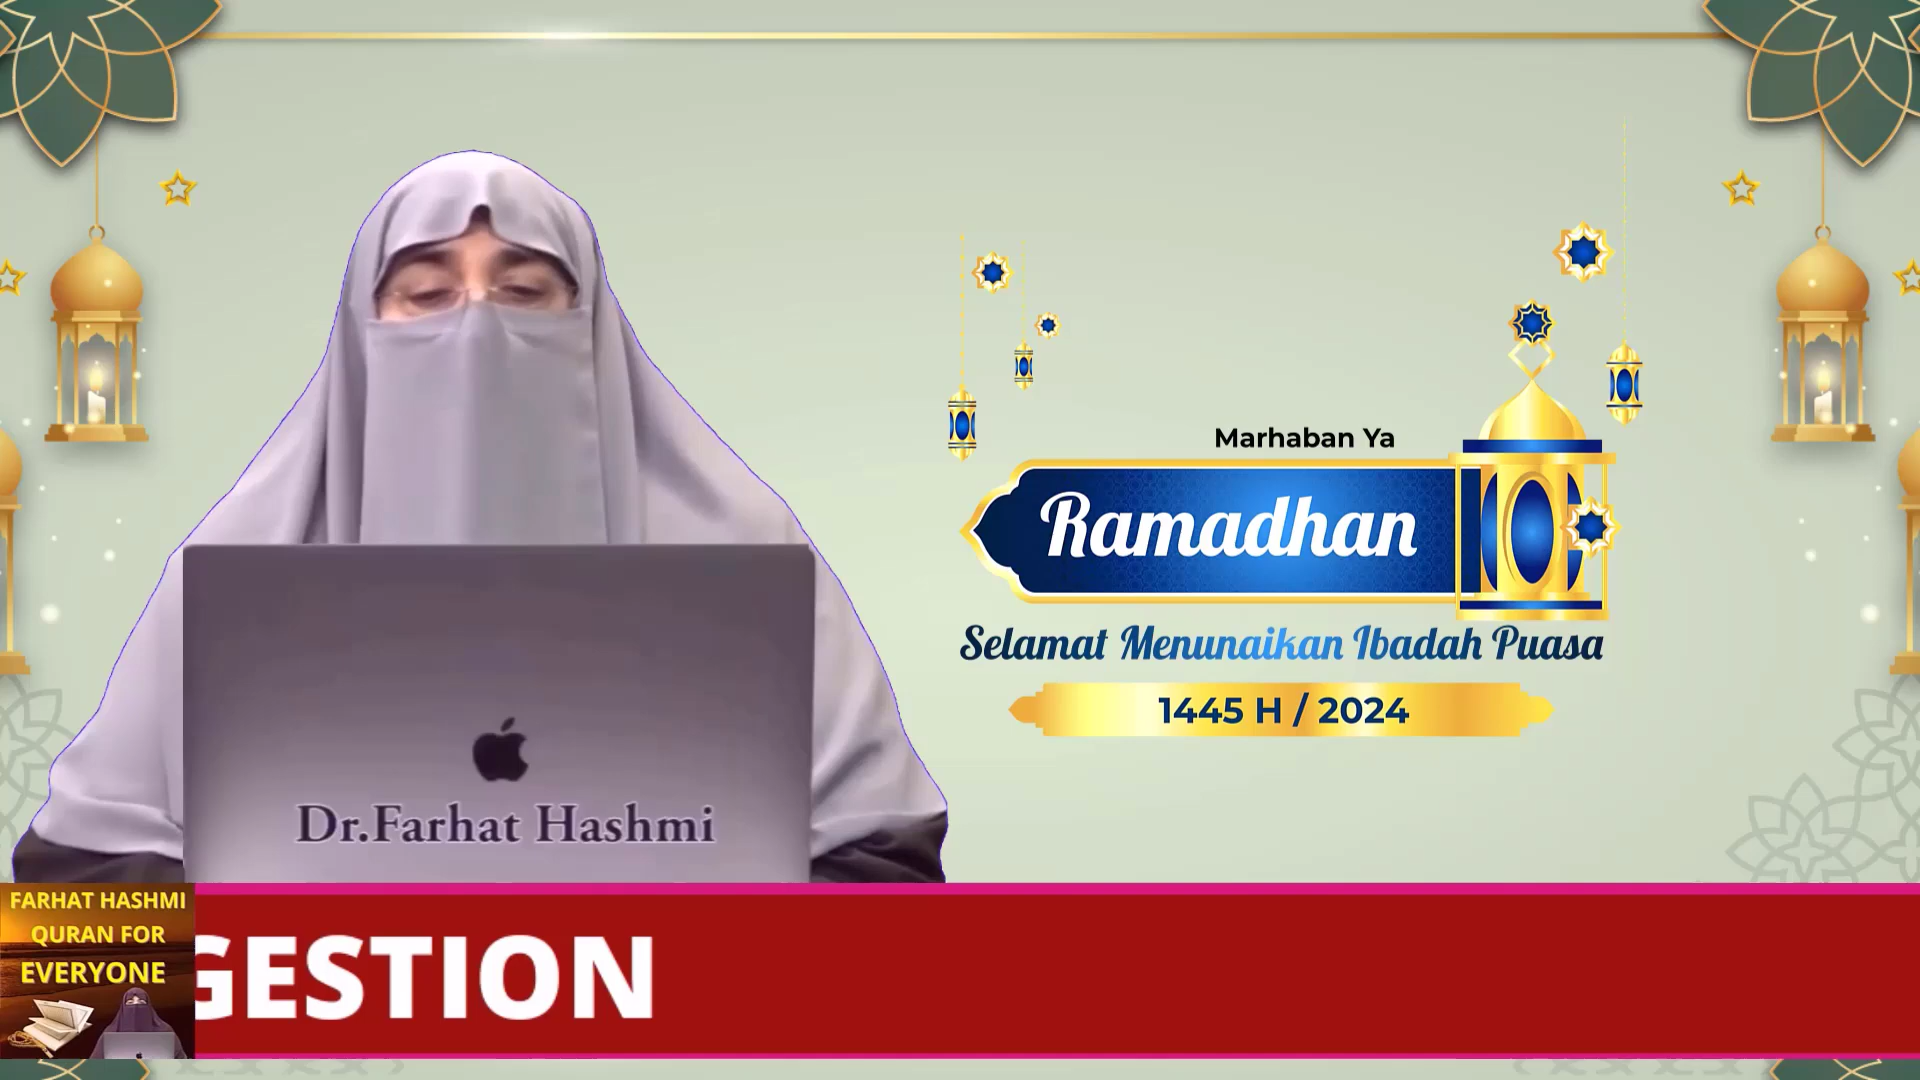 Marhaban Ya
Ramadhan
Selamat Menunaikan Ibadah Puasa
1445 H / 2024
Dr.Farhat Hashmi
FARHAT HASHMI
QURAN FOR
EVERYONE
GESTION